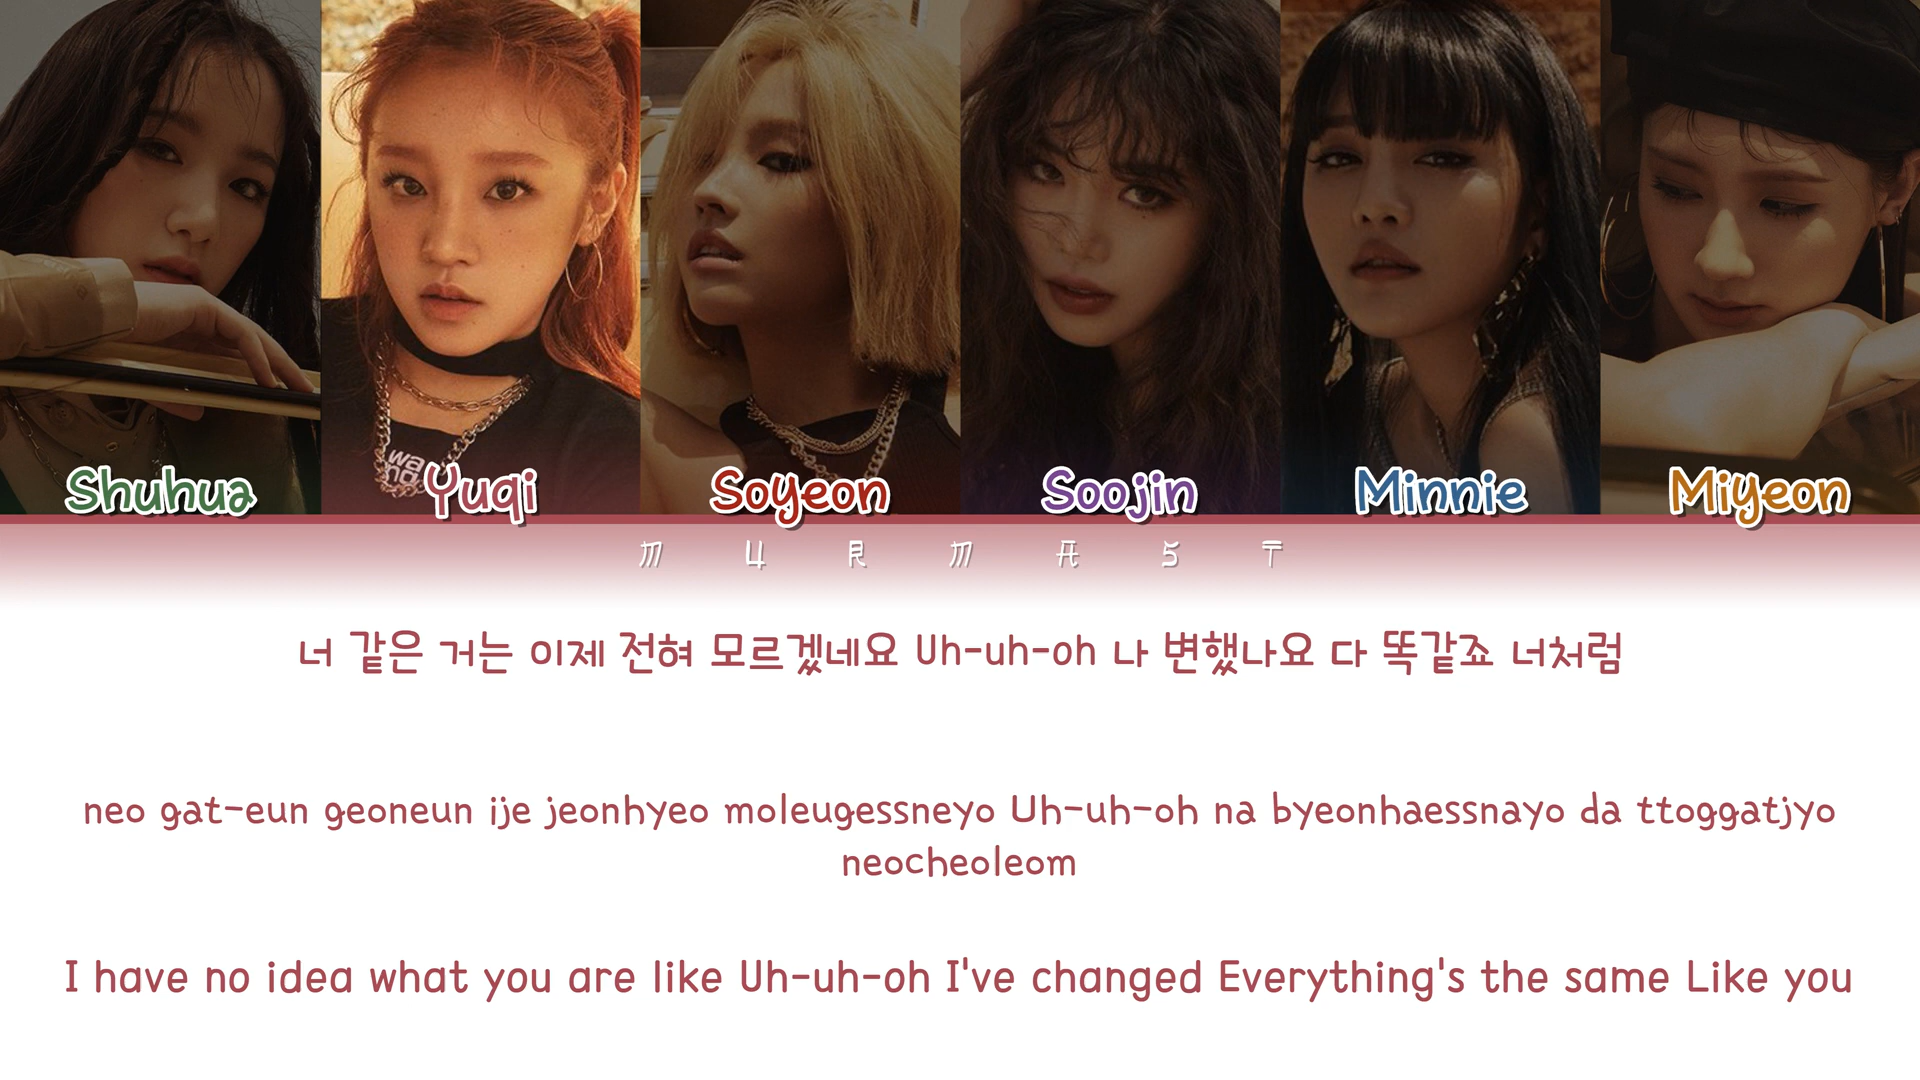 wa
ng
Shuhua Yuqi Soyeon Soojin Minnie Miyeon
M U R M A S T
너 같은 거는 이제 전혀 모르겠네요 Uh-uh-oh 나 변했나요 다 똑같죠 너처럼
neo gat-eun geoneun ije jeonhyeo moleugessneyo Uh-uh-oh na byeonhaessnayo da ttoggatjyo
neocheoleom
I have no idea what you are like Uh-uh-oh I've changed Everything's the same Like you